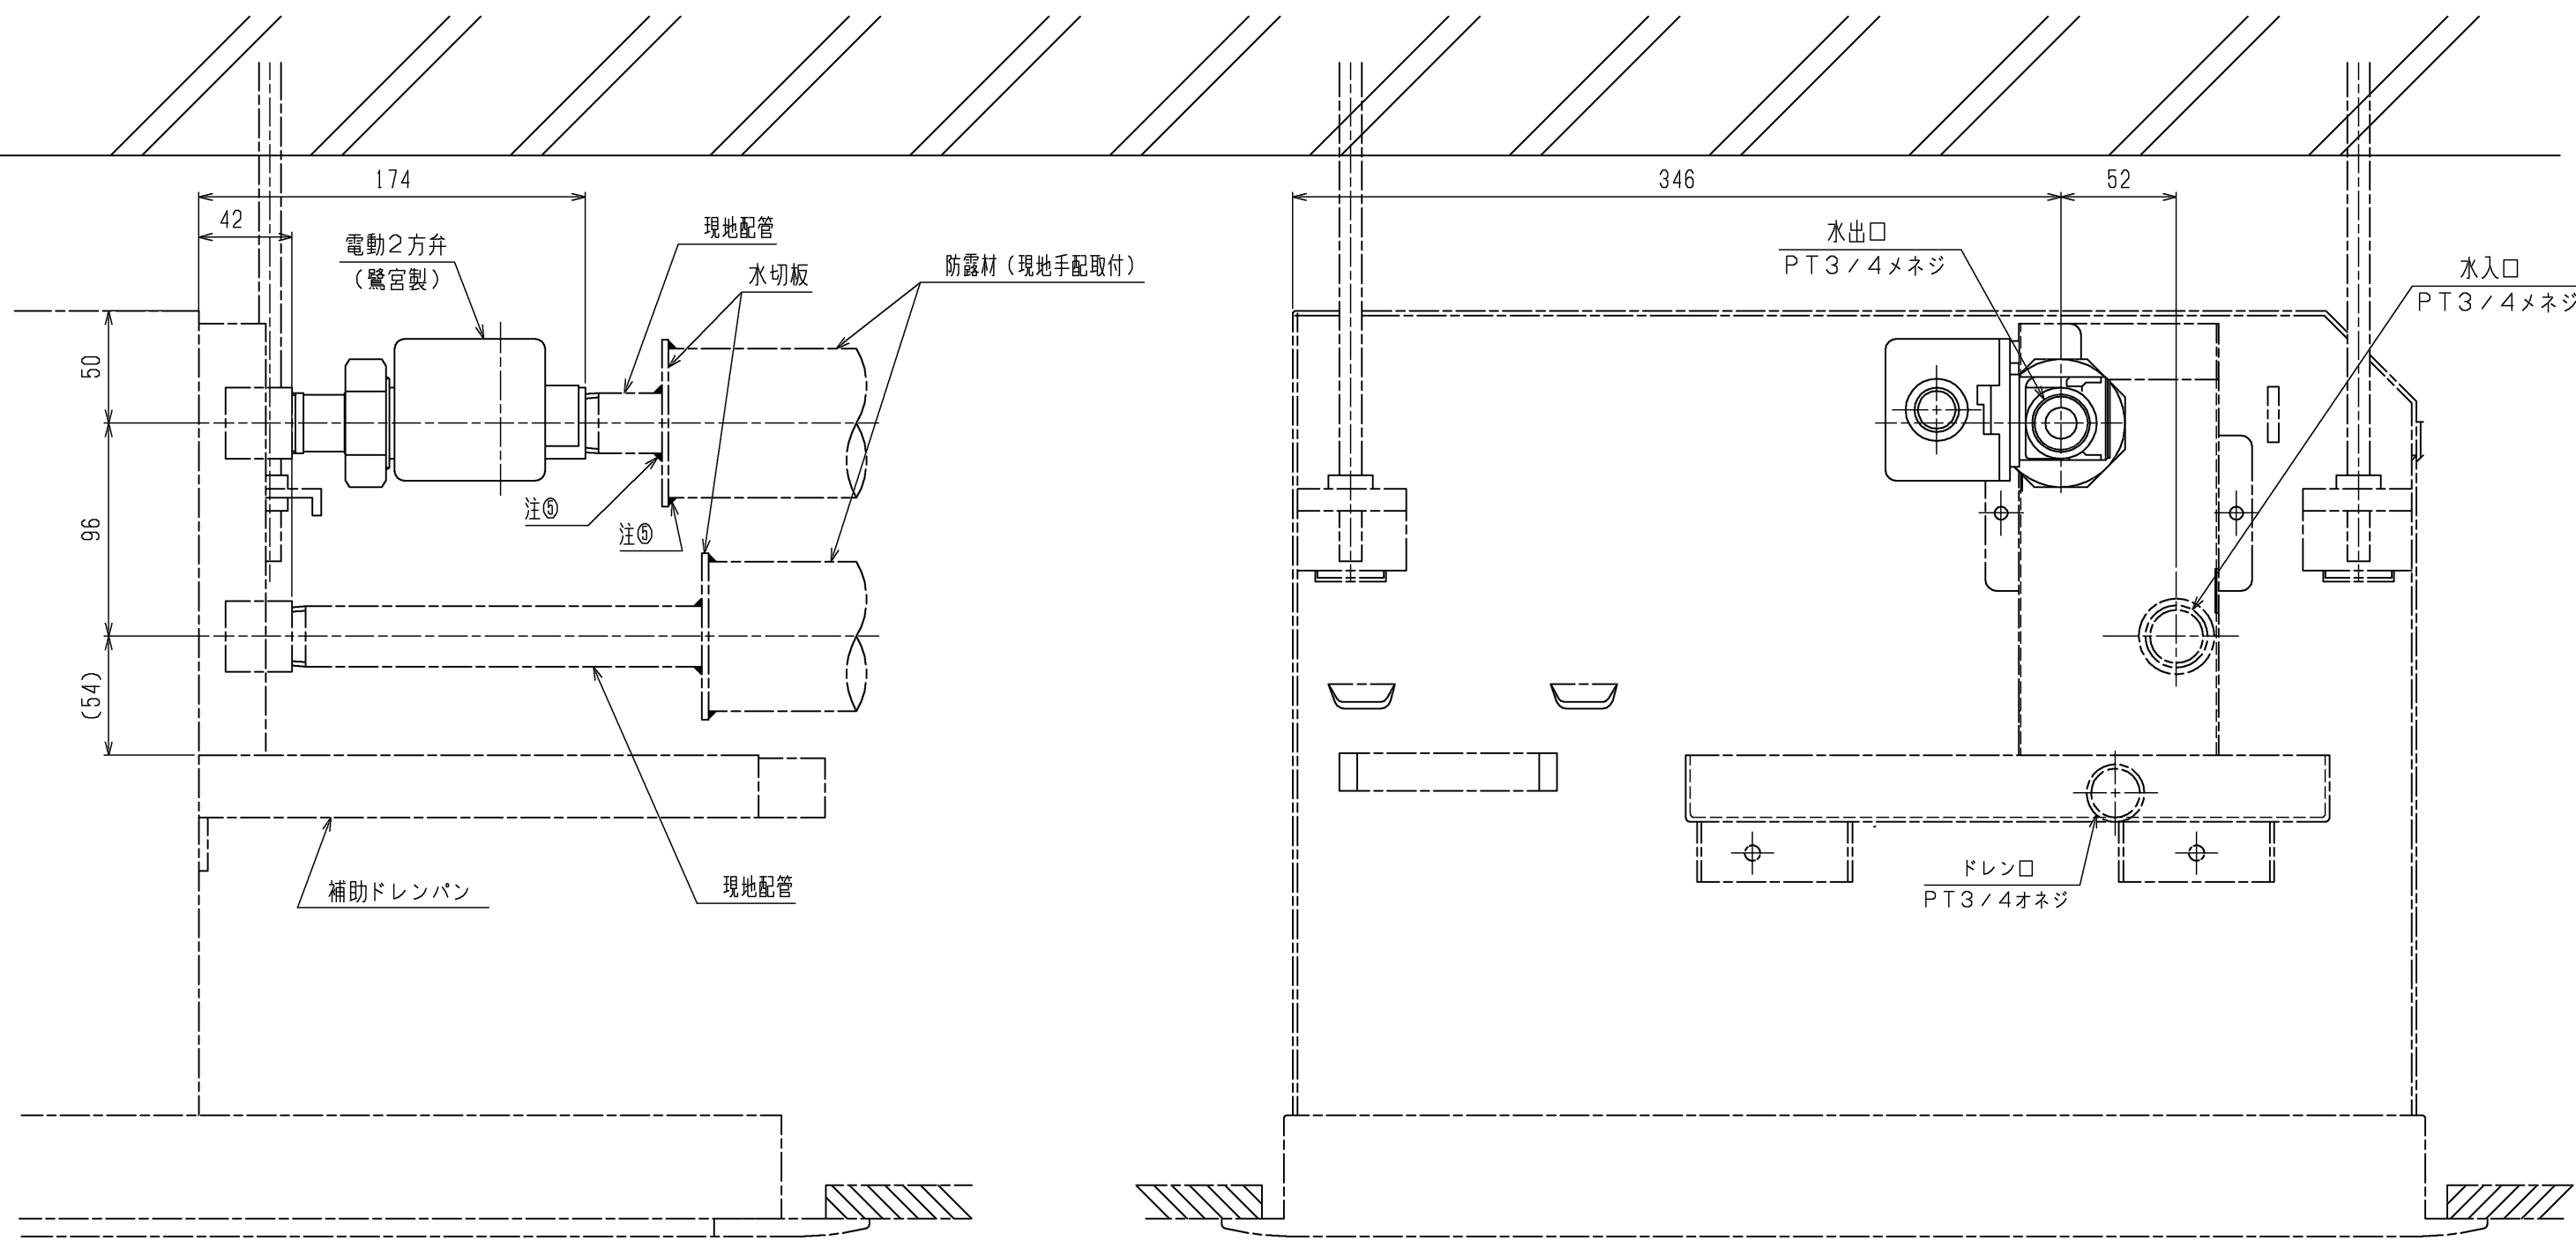 174
346
52
42
現地配管
水出口
PT3/4メネジ
電動2方弁
(鷺宮製)
水切板
防露材(現地手配取付)
水入口
PT3/4メネジ
50
96
(54)
注⑤
注⑤
補助ドレンパン
現地配管
ドレン口
PT3/4オネジ